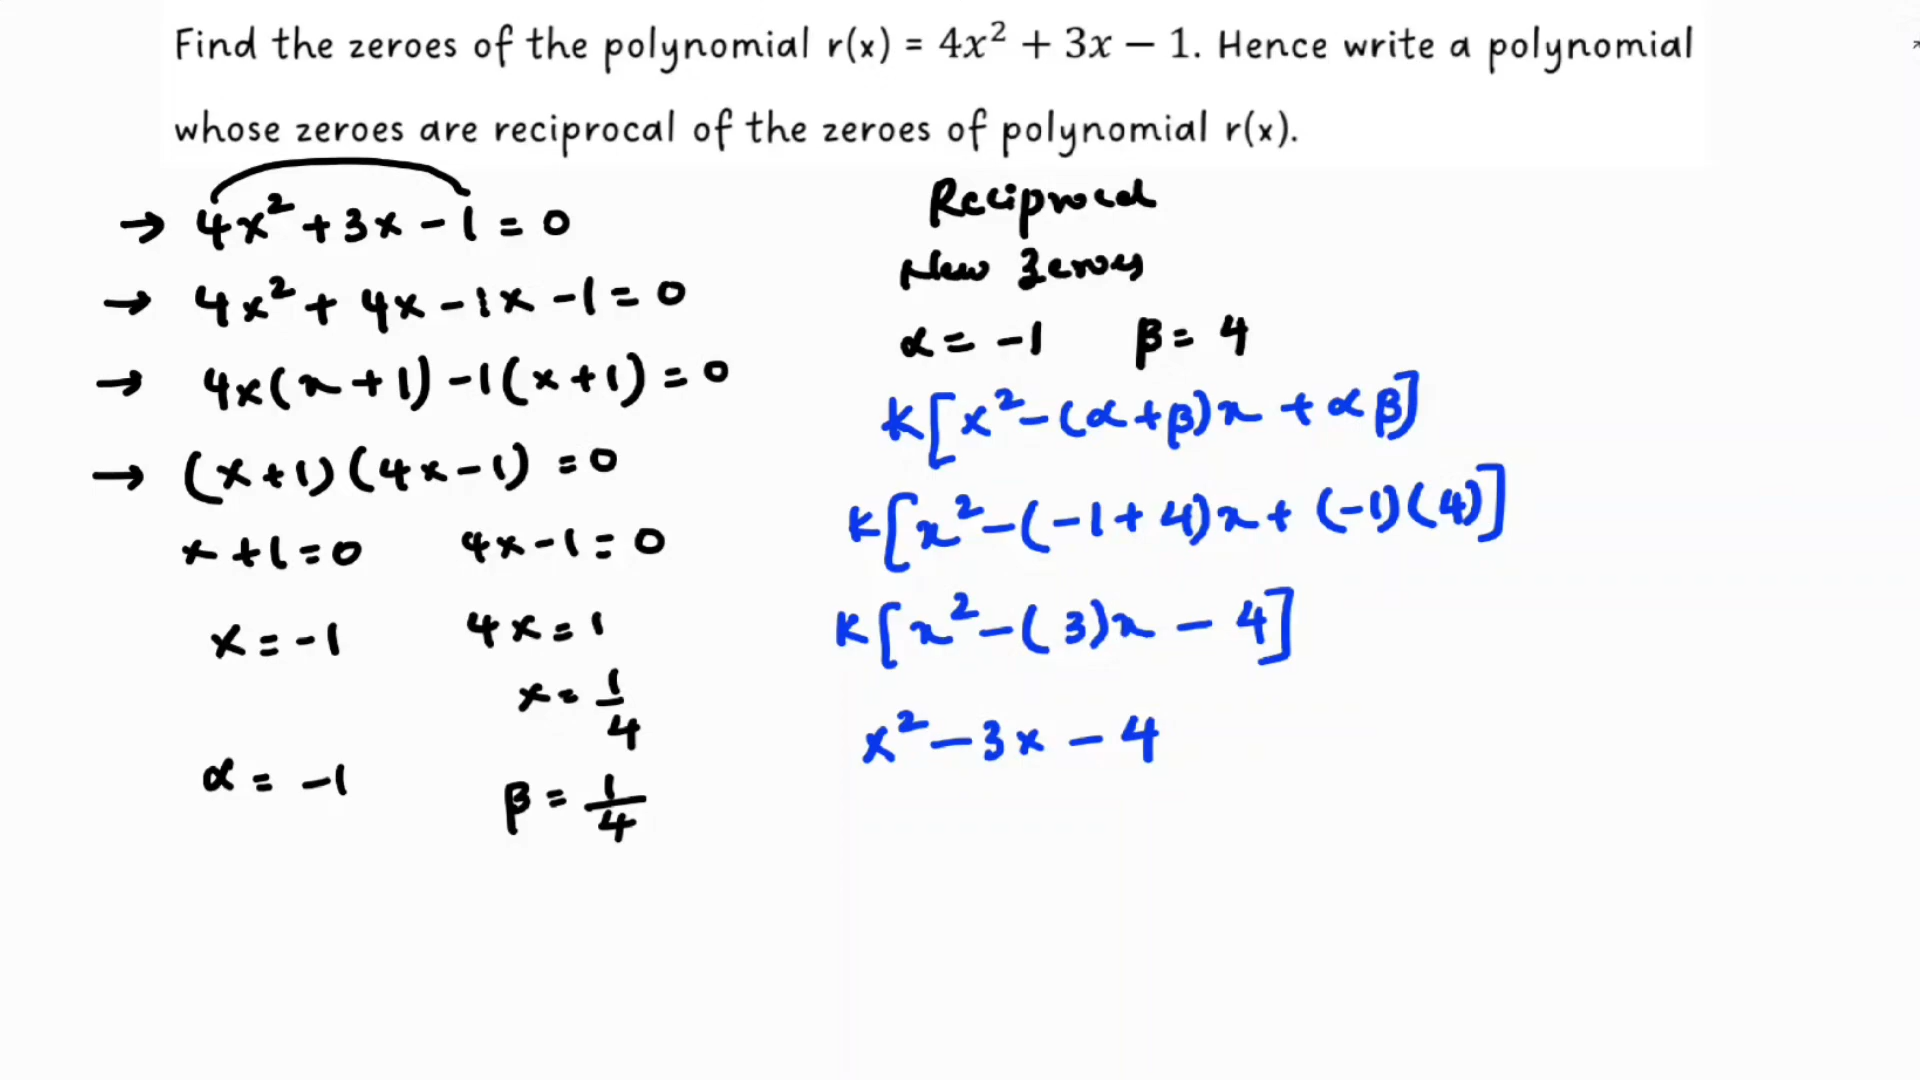 Find the zeroes of the polynomial r(x) = 4x² + 3x − 1. Hence write a polynomial
whose zeroes are reciprocal of the zeroes of polynomial r(x).
→ 4x² + 3x - 1 = 0
→ 4x² + 4x - 1x - 1 = 0
→ 4x(x + 1) - 1(x + 1) = 0
→ (x + 1)(4x - 1) = 0
x + 1 = 0 4x - 1 = 0
x = -1 4x = 1
x = 1/4
α = -1 β = 1/4
Reciprocal
New Zeroes
α = -1 β = 4
K[x² - (α + β)x + αβ]
K[x² - (-1 + 4)x + (-1)(4)]
K[x² - (3)x - 4]
x² - 3x - 4